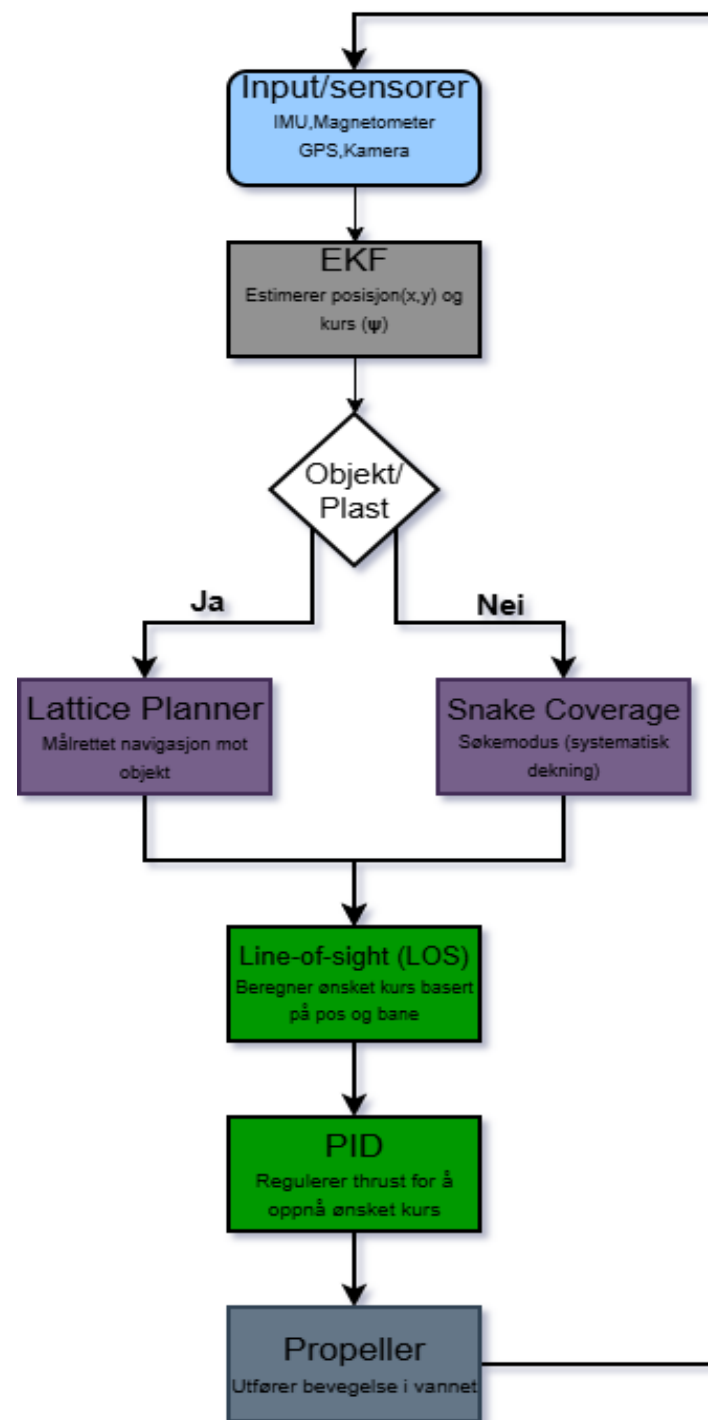 Input/sensorer
IMU,Magnetometer
GPS,Kamera
EKF
Estimerer posisjon(x,y) og
kurs (ψ)
Objekt/
Plast
Ja
Nei
Lattice Planner
Målrettet navigasjon mot
objekt
Snake Coverage
Søkemodus (systematisk
dekning)
Line-of-sight (LOS)
Beregner ønsket kurs basert
på pos og bane
PID
Regulerer thrust for å
oppnå ønsket kurs
Propeller
Utfører bevegelse i vannet